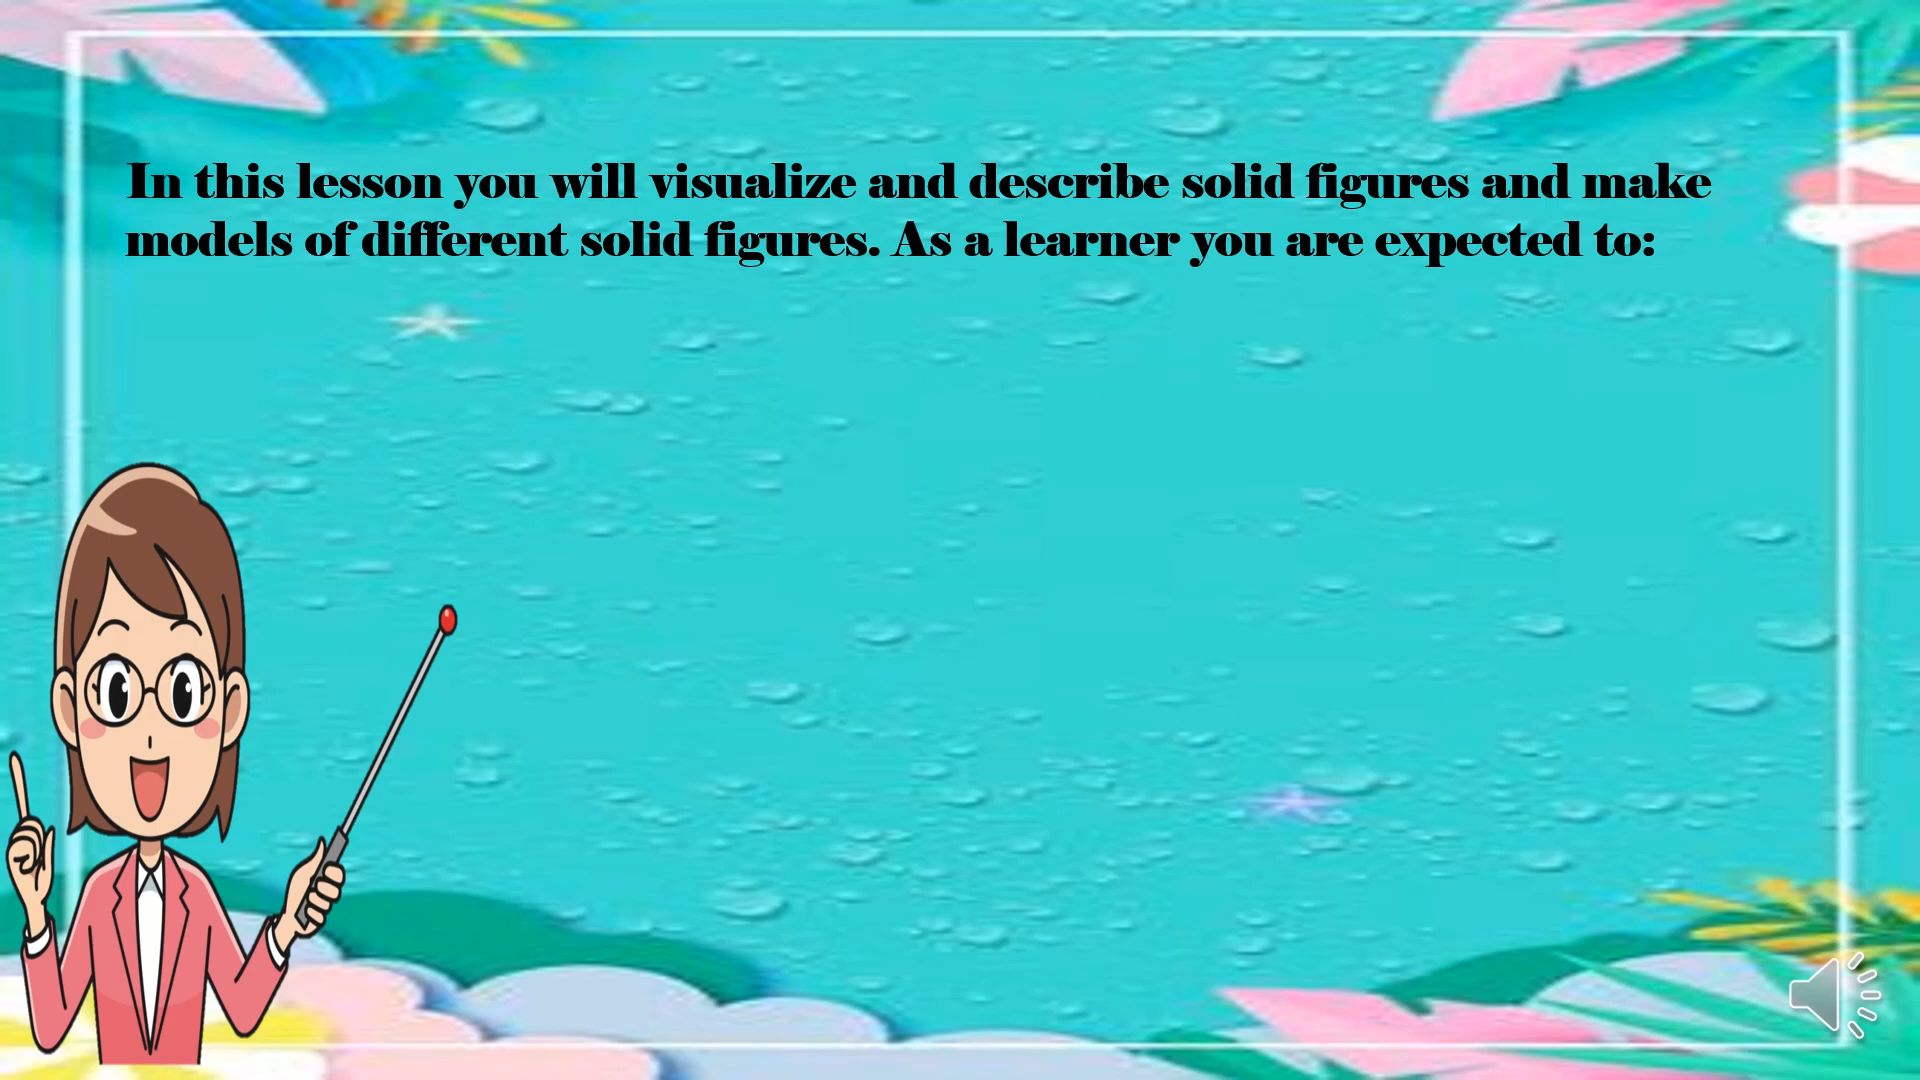 In this lesson you will visualize and describe solid figures and make
models of different solid figures. As a learner you are expected to: